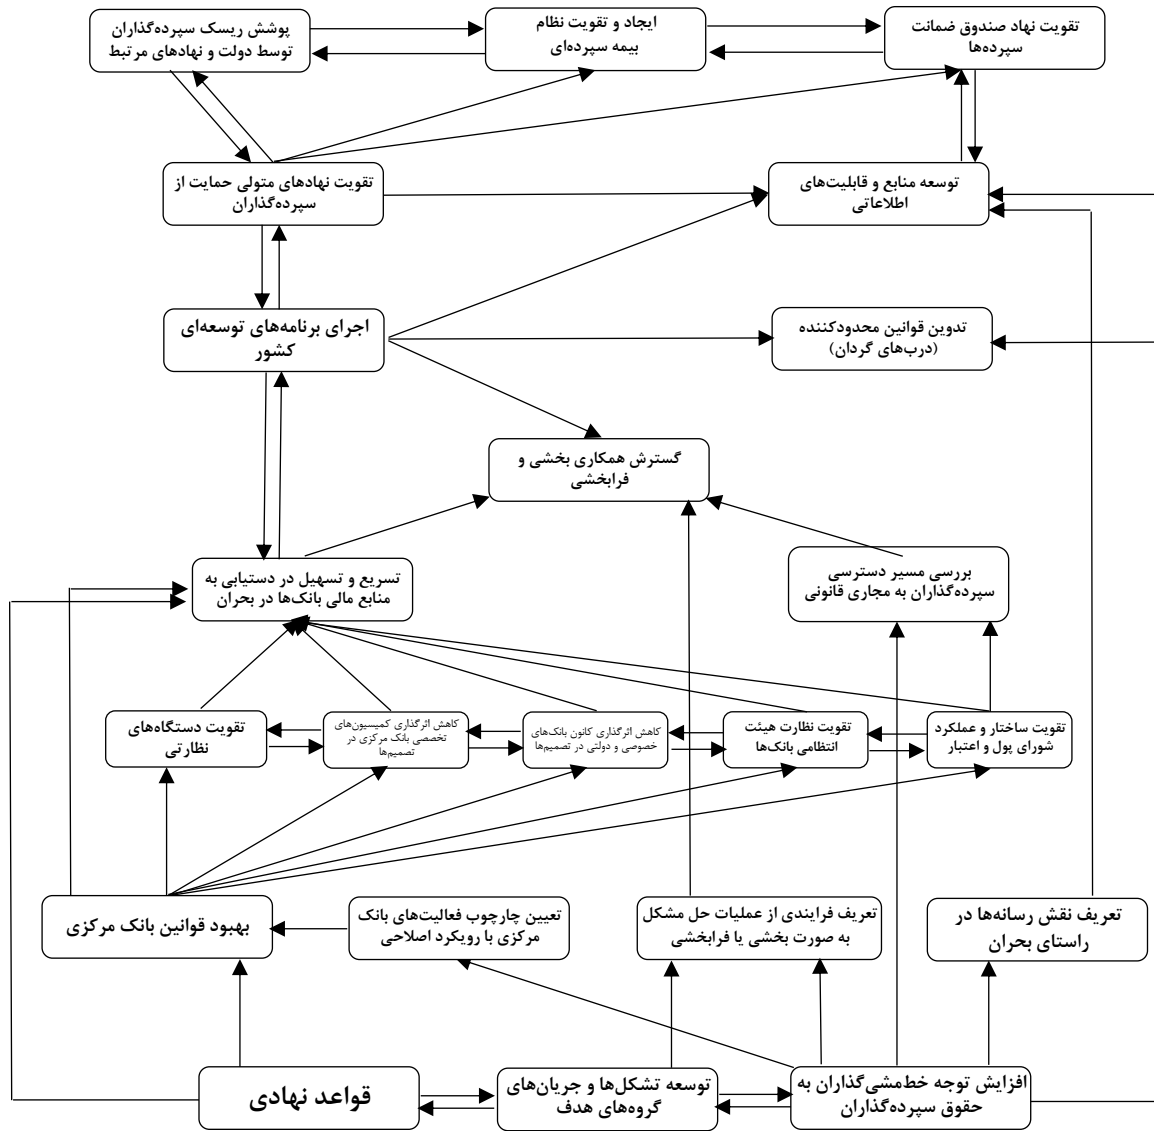 تقویت نهاد صندوق ضمانت
سپرده‌ها
ایجاد و تقویت نظام
بیمه سپرده‌ای
پوشش ریسک سپرده‌گذاران
توسط دولت و نهادهای مرتبط
توسعه منابع و قابلیت‌های
اطلاعاتی
تقویت نهادهای متولی حمایت از
سپرده‌گذاران
تدوین قوانین محدودکننده
(درب‌های گردان)
اجرای برنامه‌های توسعه‌ای
کشور
گسترش همکاری بخشی و
فرابخشی
بررسی مسیر دسترسی
سپرده‌گذاران به مجاری قانونی
تسریع و تسهیل در دستیابی به
منابع مالی بانک‌ها در بحران
تقویت ساختار و عملکرد
شورای پول و اعتبار
تقویت نظارت هیئت
انتظامی بانک‌ها
کاهش اثرگذاری کانون بانک‌های
خصوصی و دولتی در تصمیم‌ها
کاهش اثرگذاری کمیسیون‌های
تخصصی بانک مرکزی در
تصمیم‌ها
تقویت دستگاه‌های
نظارتی
تعریف نقش رسانه‌ها در
راستای بحران
تعریف فرایندی از عملیات حل مشکل
به صورت بخشی یا فرابخشی
تعیین چارچوب فعالیت‌های بانک
مرکزی با رویکرد اصلاحی
بهبود قوانین بانک مرکزی
افزایش توجه خط‌مشی‌گذاران به
حقوق سپرده‌گذاران
توسعه تشکل‌ها و جریان‌های
گروه‌های هدف
قواعد نهادی